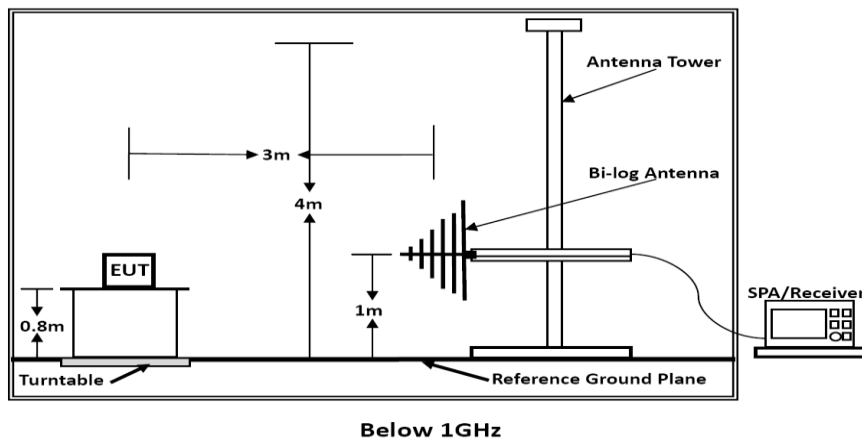 Antenna Tower
3m
Bi-log Antenna
4m
EUT
SPA/Receiver
1m
0.8m
Turntable
Reference Ground Plane
Below 1GHz